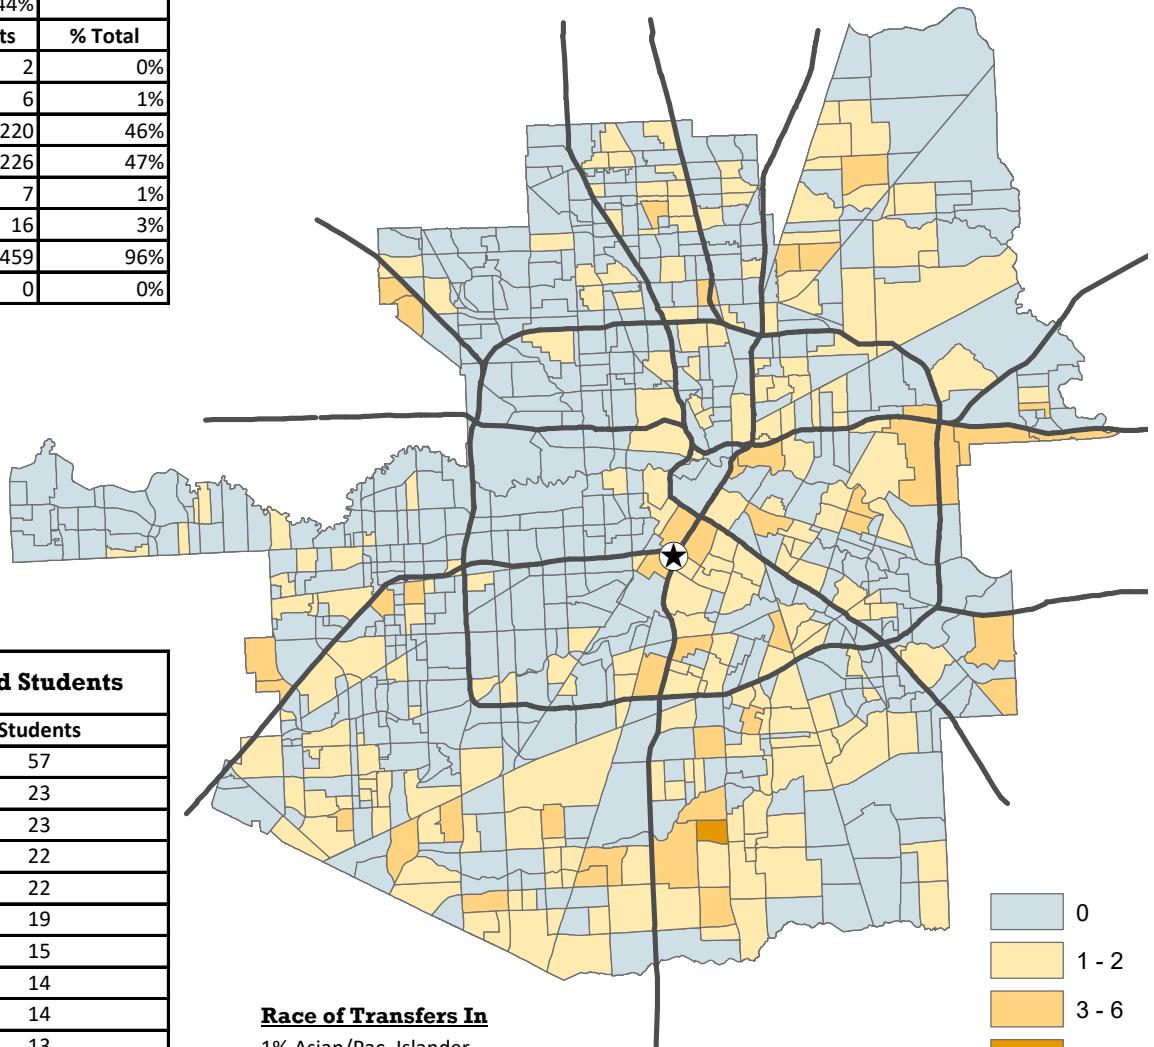 44%
ts % Total
2 0%
6 1%
220 46%
226 47%
7 1%
16 3%
459 96%
0 0%
d Students
Students
57
23
23
22
22
19
15
14
14
13
0
1 - 2
3 - 6
Race of Transfers In
1% Asian/Pac. Islander